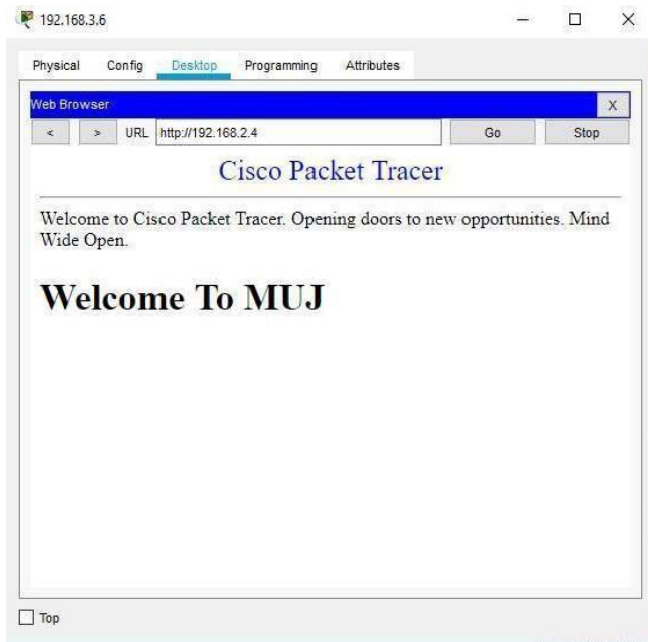 192.168.3.6
Physical Config Desktop Programming Attributes
Web Browser X
< > URL http://192.168.2.4 Go Stop
Cisco Packet Tracer
Welcome to Cisco Packet Tracer. Opening doors to new opportunities. Mind
Wide Open.
Welcome To MUJ
Top